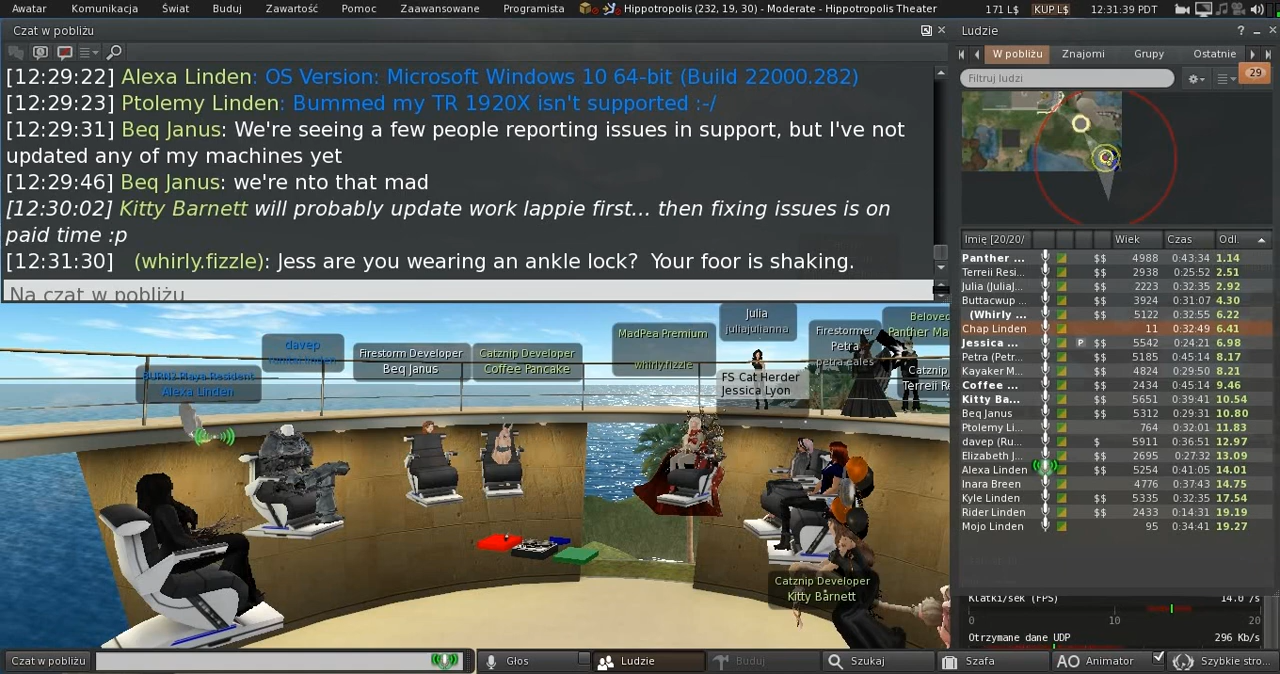 Awatar Komunikacja Świat Buduj Zawartość Pomoc Zaawansowane Programista Hippotropolis (232, 19, 30) - Moderate - Hippotropolis Theater 171 L$ KUP L$ 12:31:39 PDT
Czat w pobliżu
[12:29:22] Alexa Linden: OS Version: Microsoft Windows 10 64-bit (Build 22000.282)
[12:29:23] Ptolemy Linden: Bummed my TR 1920X isn't supported :-/
[12:29:31] Beq Janus: We're seeing a few people reporting issues in support, but I've not
updated any of my machines yet
[12:29:46] Beq Janus: we're nto that mad
[12:30:02] Kitty Barnett will probably update work lappie first... then fixing issues is on
paid time :p
[12:31:30] (whirly.fizzle): Jess are you wearing an ankle lock? Your foor is shaking.
Na czat w pobliżu
Ludzie
W pobliżu Znajomi Grupy Ostatnie
Filtruj ludzi
29
Imię [20/20/ Wiek Czas Odl.
Panther ... $$ 4988 0:43:34 1.14
Terreii Resi... $$ 2938 0:25:52 2.51
Julia (JuliaJ... $$ 2223 0:32:35 2.92
Buttacwup ... $$ 3924 0:31:07 4.30
(Whirly ... $$ 5122 0:32:55 6.22
Chap Linden 11 0:32:49 6.41
Jessica ... P $$ 5542 0:24:21 6.98
Petra (Petr... $$ 5185 0:45:14 8.17
Kayaker M... $$ 4824 0:29:50 8.21
Coffee ... $$ 2434 0:45:14 9.46
Kitty Ba... $$ 5651 0:39:41 10.54
Beq Janus $$ 5312 0:29:31 10.80
Ptolemy Li... 764 0:32:01 11.83
davep (Ru... $ 5911 0:36:51 12.97
Elizabeth J... $$ 2695 0:27:32 13.09
Alexa Linden $$ 5254 0:41:05 14.01
Inara Breen 4776 0:37:43 14.75
Kyle Linden $$ 5335 0:32:35 17.54
Rider Linden $$ 2433 0:14:31 19.19
Mojo Linden 95 0:34:41 19.27
Klatki/sek (FPS) 14.0 /s
0 10 20
Otrzymane dane UDP 296 Kb/s
BURN2 Playa Resident
Alexa Linden
davep
Firestorm Developer
Beq Janus
Catznip Developer
Coffee Pancake
MadPea Premium
whirly.fizzle
Julia
juliajulianna
FS Cat Herder
Jessica Lyon
Firestormer
Petra
petra.eales
Beloved
Panther Ma
Catznip
Terreii Re
Catznip Developer
Kitty Barnett
Czat w pobliżu Głos Ludzie Buduj Szukaj Szafa AO Animator Szybkie stro...